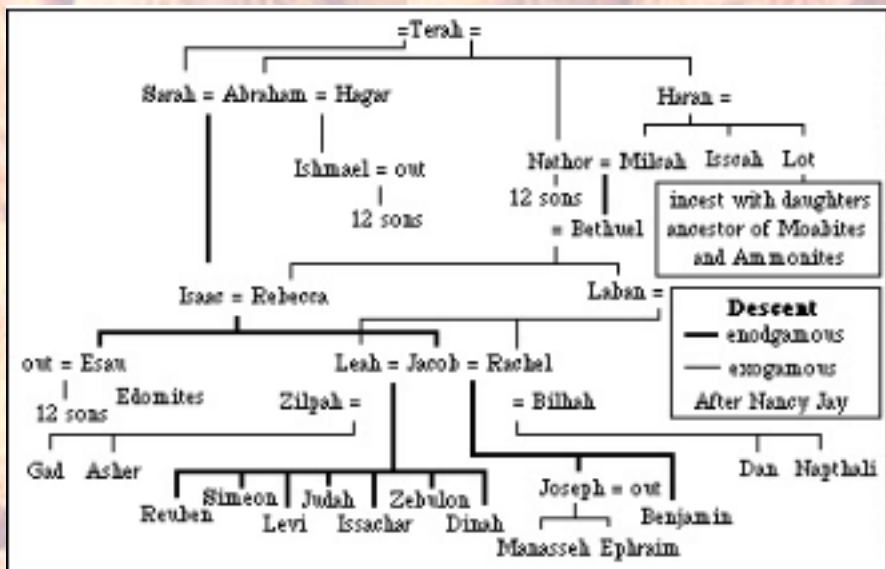 =Terah =
Sarah = Abraham = Hagar
Haran =
Ishmael = out
12 sons
Nathor = Milcah Isscah Lot
12 sons
= Bethuel
incest with daughters
ancestor of Moabites
and Ammonites
Isaac = Rebecca
Laban =
Descent
enodgamous
exogamous
After Nancy Jay
out = Esau
12 sons
Edomites
Leah = Jacob = Rachel
Zilpah =
= Bilhah
Gad Asher
Dan Napthali
Reuben
Simeon
Levi
Judah
Issachar
Zebulon
Dinah
Joseph = out
Benjamin
Manasseh Ephraim